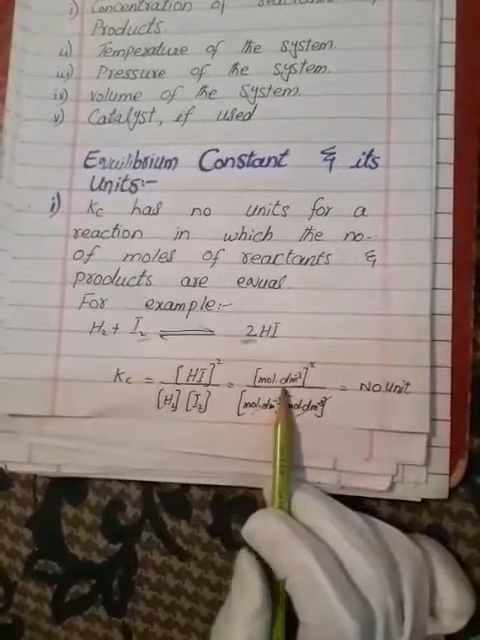 i) Concentration of
Products
ii) Temperature of the system.
iii) Pressure of the system.
iv) Volume of the system
v) Catalyst, if used
Equilibrium Constant & its
Units:-
i) Kc has no units for a
reaction in which the no.
of moles of reactants &
products are equal.
For example:-
H₂ + I₂ ⇌ 2HI
Kc = [HI]² / [H₂][I₂] = [mol.dm⁻³]² / [mol.dm⁻³][mol.dm⁻³] = No unit